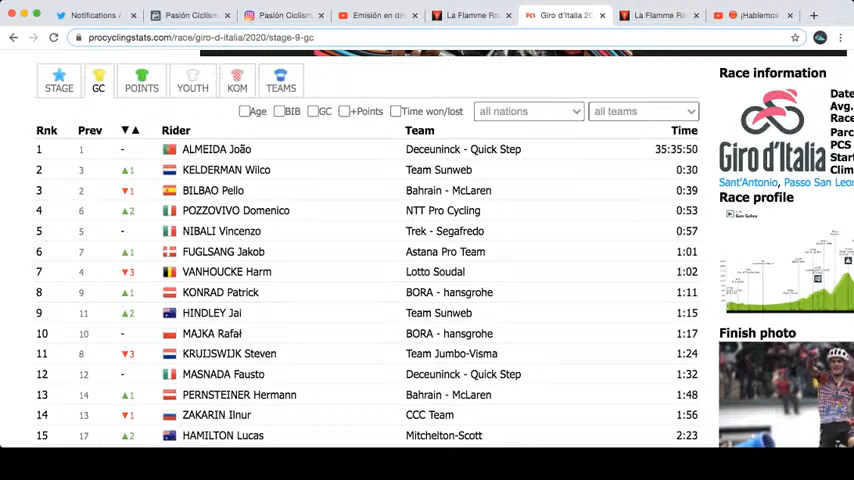 Notifications
Pasión Ciclism
Pasión Ciclism
Emisión en dir
La Flamme Ro
Giro d'Italia 20
La Flamme Ro
¡Hablemos
procyclingstats.com/race/giro-d-italia/2020/stage-9-gc
STAGE GC POINTS YOUTH KOM TEAMS
Age BIB GC +Points Time won/lost all nations all teams
Rnk Prev ▼▲ Rider Team Time
1 1 - ALMEIDA João Deceuninck - Quick Step 35:35:50
2 3 ▲1 KELDERMAN Wilco Team Sunweb 0:30
3 2 ▼1 BILBAO Pello Bahrain - McLaren 0:39
4 6 ▲2 POZZOVIVO Domenico NTT Pro Cycling 0:53
5 5 - NIBALI Vincenzo Trek - Segafredo 0:57
6 7 ▲1 FUGLSANG Jakob Astana Pro Team 1:01
7 4 ▼3 VANHOUCKE Harm Lotto Soudal 1:02
8 9 ▲1 KONRAD Patrick BORA - hansgrohe 1:11
9 11 ▲2 HINDLEY Jai Team Sunweb 1:15
10 10 - MAJKA Rafał BORA - hansgrohe 1:17
11 8 ▼3 KRUIJSWIJK Steven Team Jumbo-Visma 1:24
12 12 - MASNADA Fausto Deceuninck - Quick Step 1:32
13 14 ▲1 PERNSTEINER Hermann Bahrain - McLaren 1:48
14 13 ▼1 ZAKARIN Ilnur CCC Team 1:56
15 17 ▲2 HAMILTON Lucas Mitchelton-Scott 2:23
Race information
Giro d'Italia
Date
Avg.
Race
Parc
PCS
Start
Clim
Sant'Antonio, Passo San Leo
Race profile
San Salvo
Finish photo